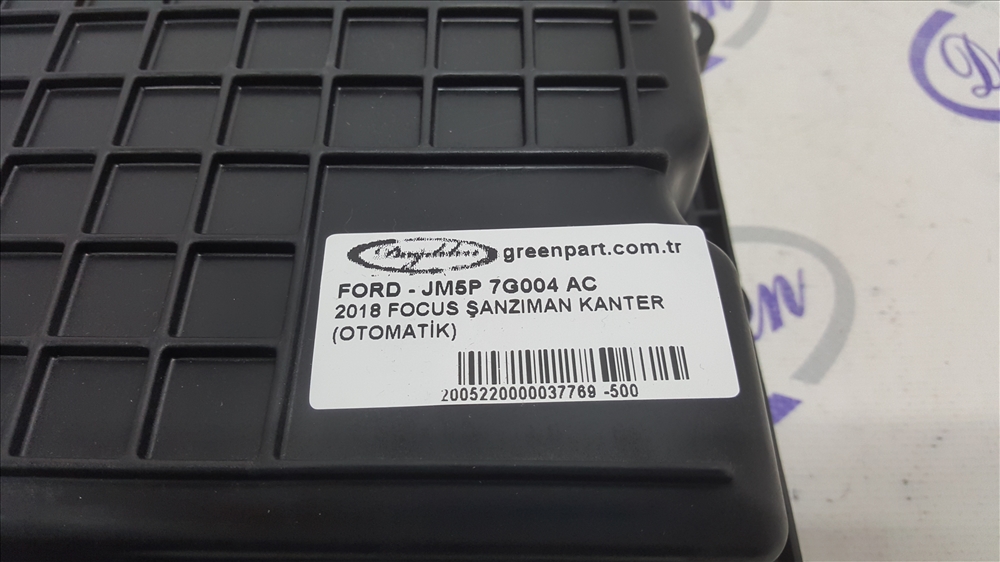 greenpart.com.tr
FORD - JM5P 7G004 AC
2018 FOCUS ŞANZIMAN KANTER
(OTOMATİK)
2005220000037769 -500